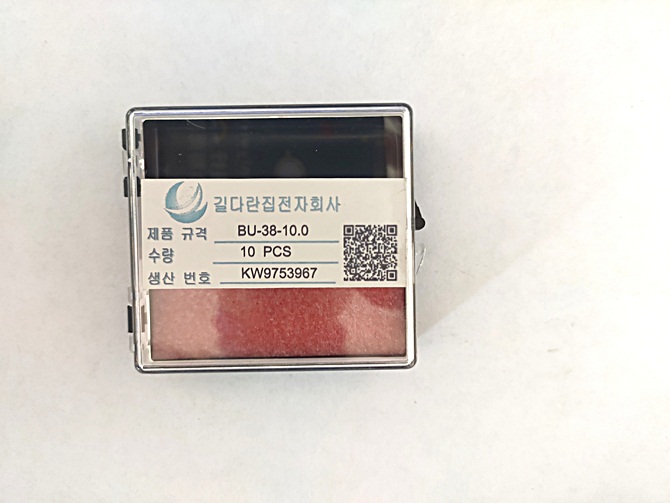 길다란집전자회사
제품 규격 BU-38-10.0
수량 10 PCS
생산 번호 KW9753967